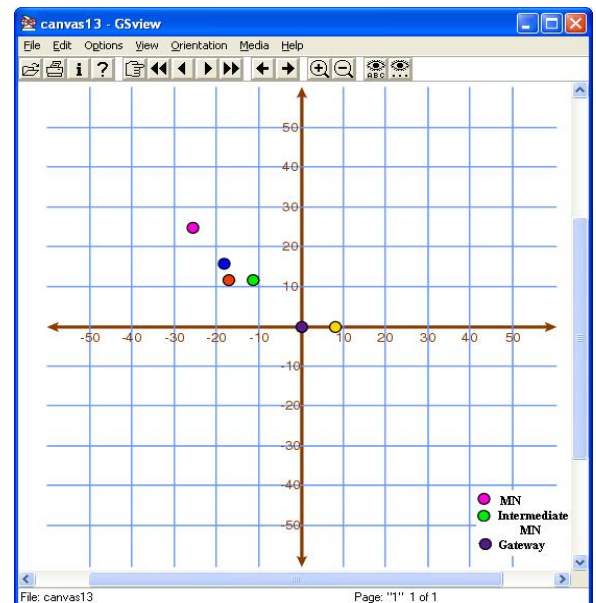 canvas13 - GSview
File Edit Options View Orientation Media Help
i ?
ABC
50
40
30
20
10
-50 -40 -30 -20 -10 10 20 30 40 50
-10
-20
-30
-40
-50
MN
Intermediate
MN
Gateway
File: canvas13 Page: "1" 1 of 1